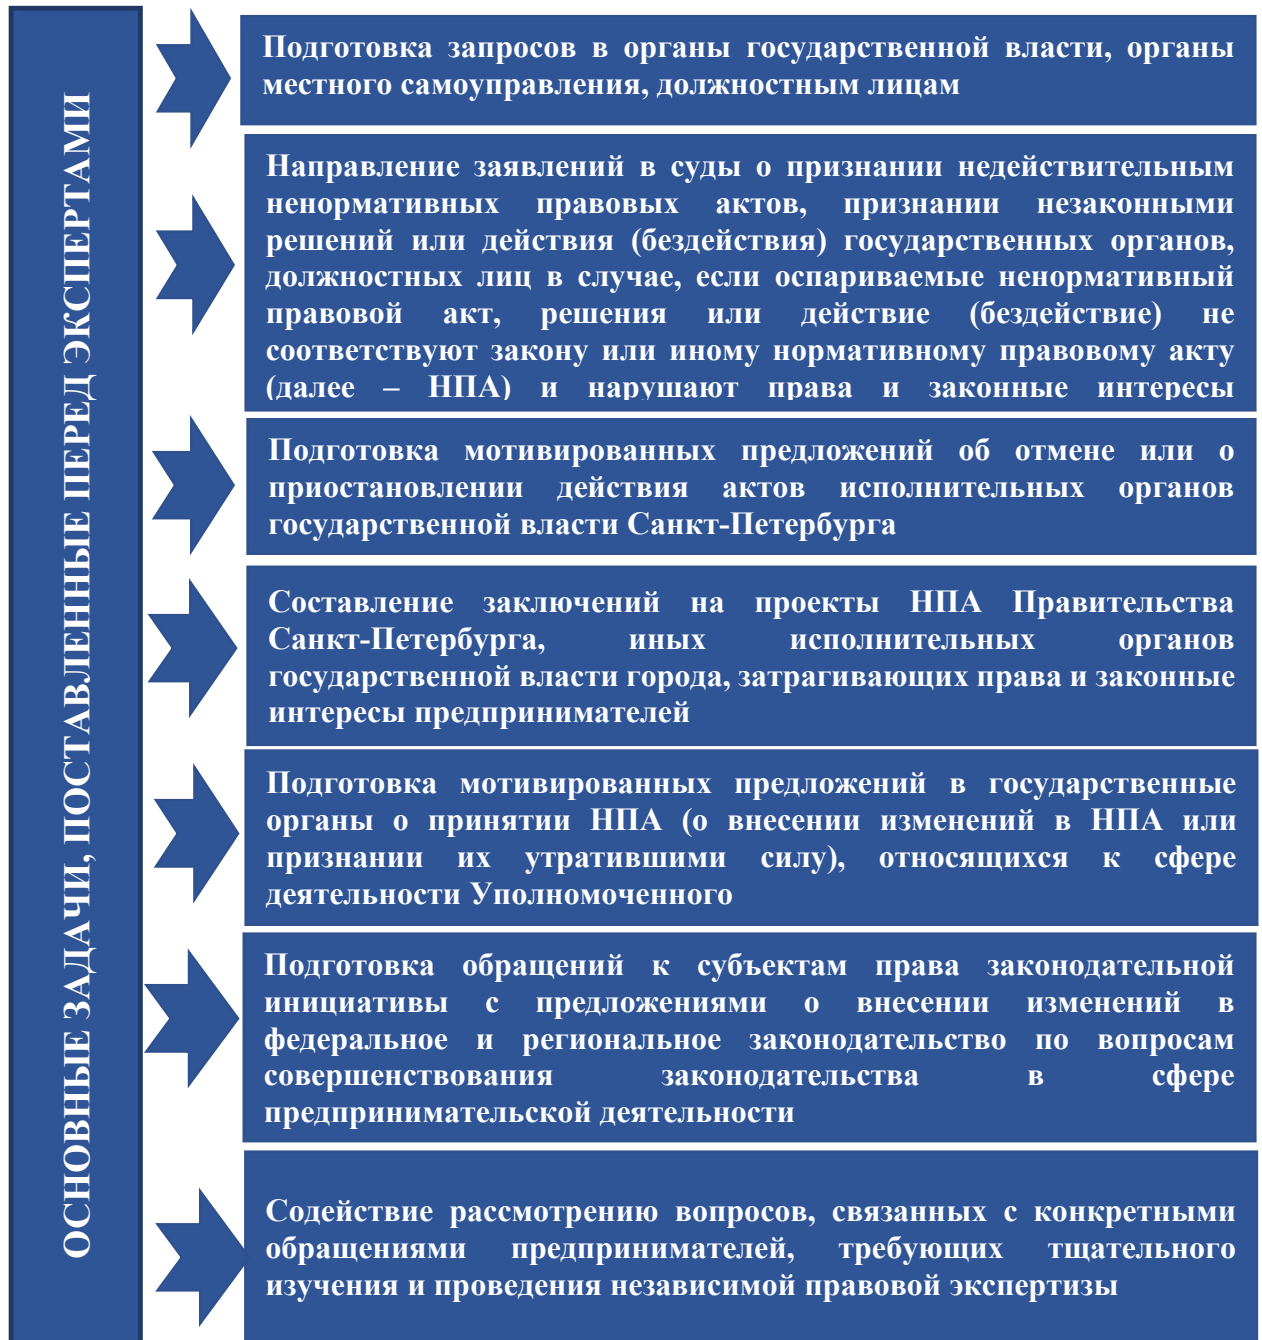 ОСНОВНЫЕ ЗАДАЧИ, ПОСТАВЛЕННЫЕ ПЕРЕД ЭКСПЕРТАМИ
Подготовка запросов в органы государственной власти, органы
местного самоуправления, должностным лицам
Направление заявлений в суды о признании недействительным
ненормативных правовых актов, признании незаконными
решений или действия (бездействия) государственных органов,
должностных лиц в случае, если оспариваемые ненормативный
правовой акт, решения или действие (бездействие) не
соответствуют закону или иному нормативному правовому акту
(далее – НПА) и нарушают права и законные интересы
Подготовка мотивированных предложений об отмене или о
приостановлении действия актов исполнительных органов
государственной власти Санкт-Петербурга
Составление заключений на проекты НПА Правительства
Санкт-Петербурга, иных исполнительных органов
государственной власти города, затрагивающих права и законные
интересы предпринимателей
Подготовка мотивированных предложений в государственные
органы о принятии НПА (о внесении изменений в НПА или
признании их утратившими силу), относящихся к сфере
деятельности Уполномоченного
Подготовка обращений к субъектам права законодательной
инициативы с предложениями о внесении изменений в
федеральное и региональное законодательство по вопросам
совершенствования законодательства в сфере
предпринимательской деятельности
Содействие рассмотрению вопросов, связанных с конкретными
обращениями предпринимателей, требующих тщательного
изучения и проведения независимой правовой экспертизы